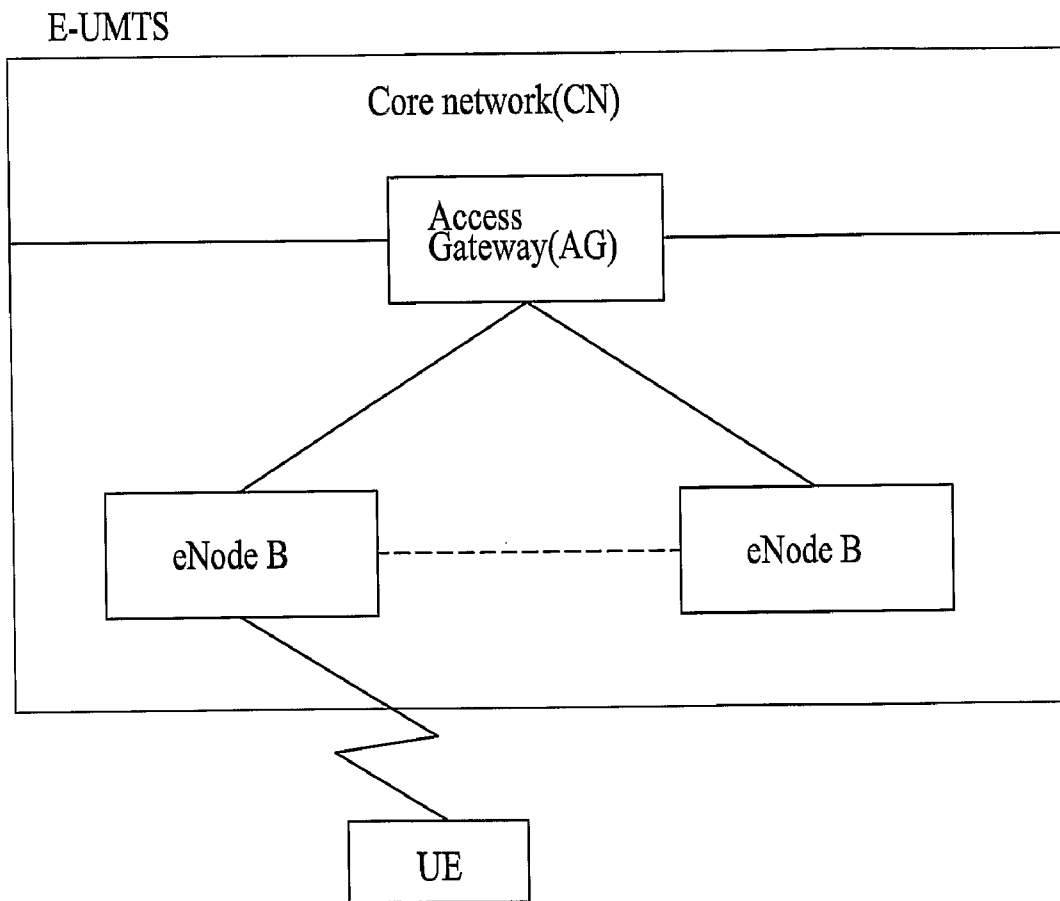 E-UMTS
Core network(CN)
Access
Gateway(AG)
eNode B
eNode B
UE